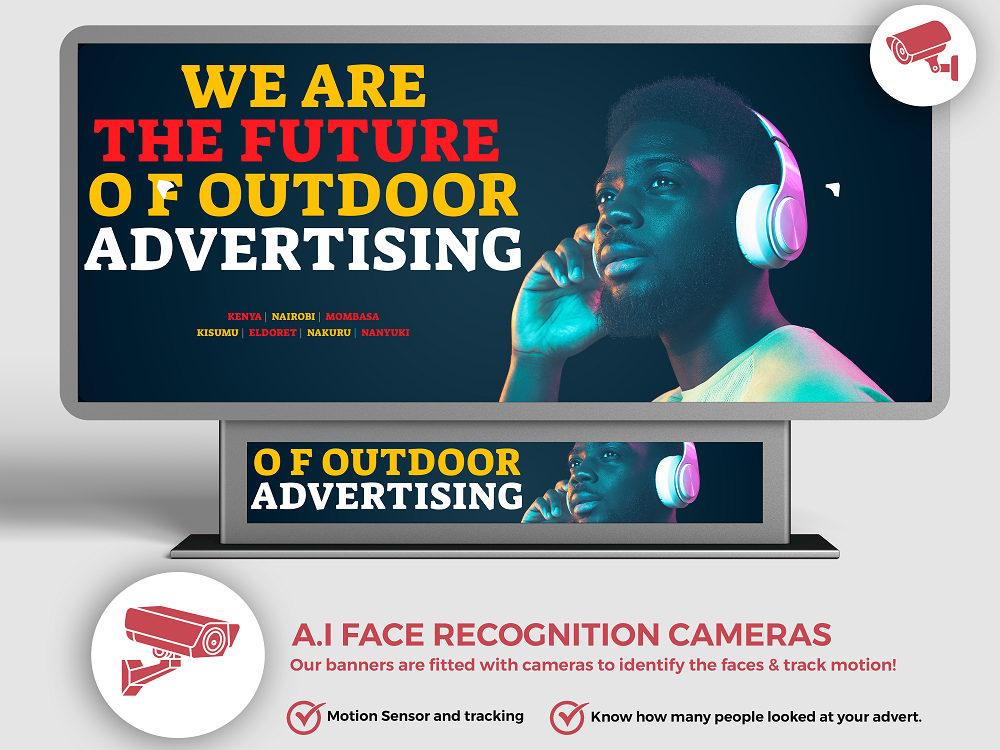 WE ARE
THE FUTURE
O F OUTDOOR
ADVERTISING
KENYA | NAIROBI | MOMBASA
KISUMU | ELDORET | NAKURU | NANYUKI
O F OUTDOOR
ADVERTISING
A.I FACE RECOGNITION CAMERAS
Our banners are fitted with cameras to identify the faces & track motion!
Motion Sensor and tracking
Know how many people looked at your advert.